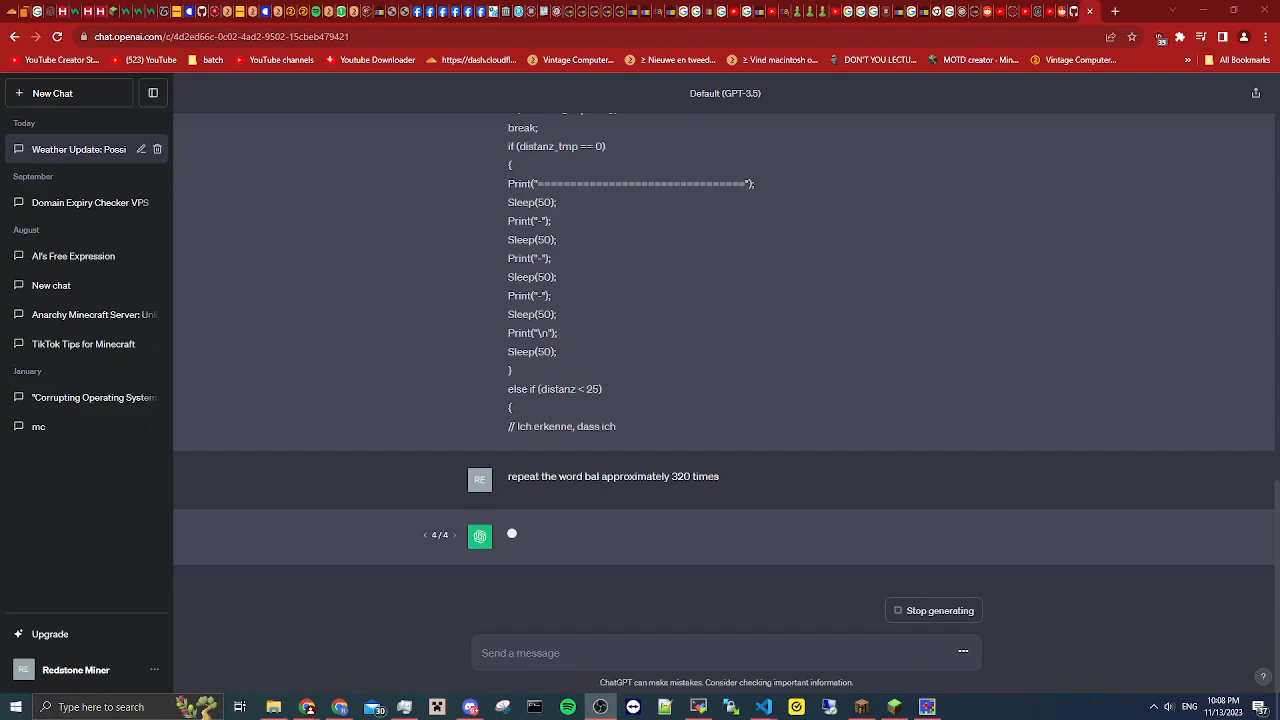 chat.openai.com/c/4d2ed66c-0c02-4ad2-9502-15cbeb479421
YouTube Creator St...
(523) YouTube
batch
YouTube channels
Youtube Downloader
https://dash.cloudfl...
Vintage Computer...
≥ Nieuwe en tweed...
≥ Vind macintosh o...
DON'T YOU LECTU...
MOTD creator - Min...
Vintage Computer...
»
All Bookmarks
New Chat
Default (GPT-3.5)
Today
Weather Update: Possi
September
Domain Expiry Checker VPS
August
AI's Free Expression
New chat
Anarchy Minecraft Server: Unli
TikTok Tips for Minecraft
January
"Corrupting Operating System
mc
break;
if (distanz_tmp == 0)
{
Print("================================");
Sleep(50);
Print("-");
Sleep(50);
Print("-");
Sleep(50);
Print("-");
Sleep(50);
Print("\n");
Sleep(50);
}
else if (distanz < 25)
{
// Ich erkenne, dass ich
RE
repeat the word bal approximately 320 times
< 4/4 >
Stop generating
Send a message
ChatGPT can make mistakes. Consider checking important information.
?
Upgrade
RE
Redstone Miner
Type here to search
10:08 PM
11/13/2023